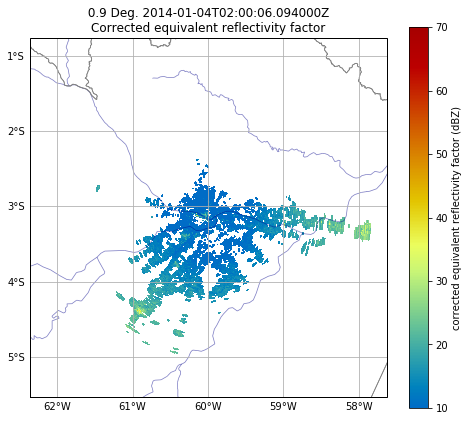 0.9 Deg. 2014-01-04T02:00:06.094000Z
Corrected equivalent reflectivity factor
1°S
2°S
3°S
4°S
5°S
62°W 61°W 60°W 59°W 58°W
70
60
50
40
30
20
10
corrected equivalent reflectivity factor (dBZ)